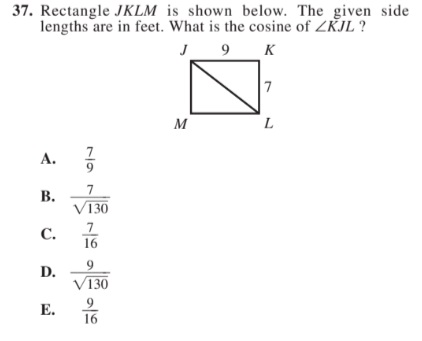 37. Rectangle JKLM is shown below. The given side
lengths are in feet. What is the cosine of ∠KJL ?
J 9 K
7
M L
A. 7/9
B. 7/√130
C. 7/16
D. 9/√130
E. 9/16